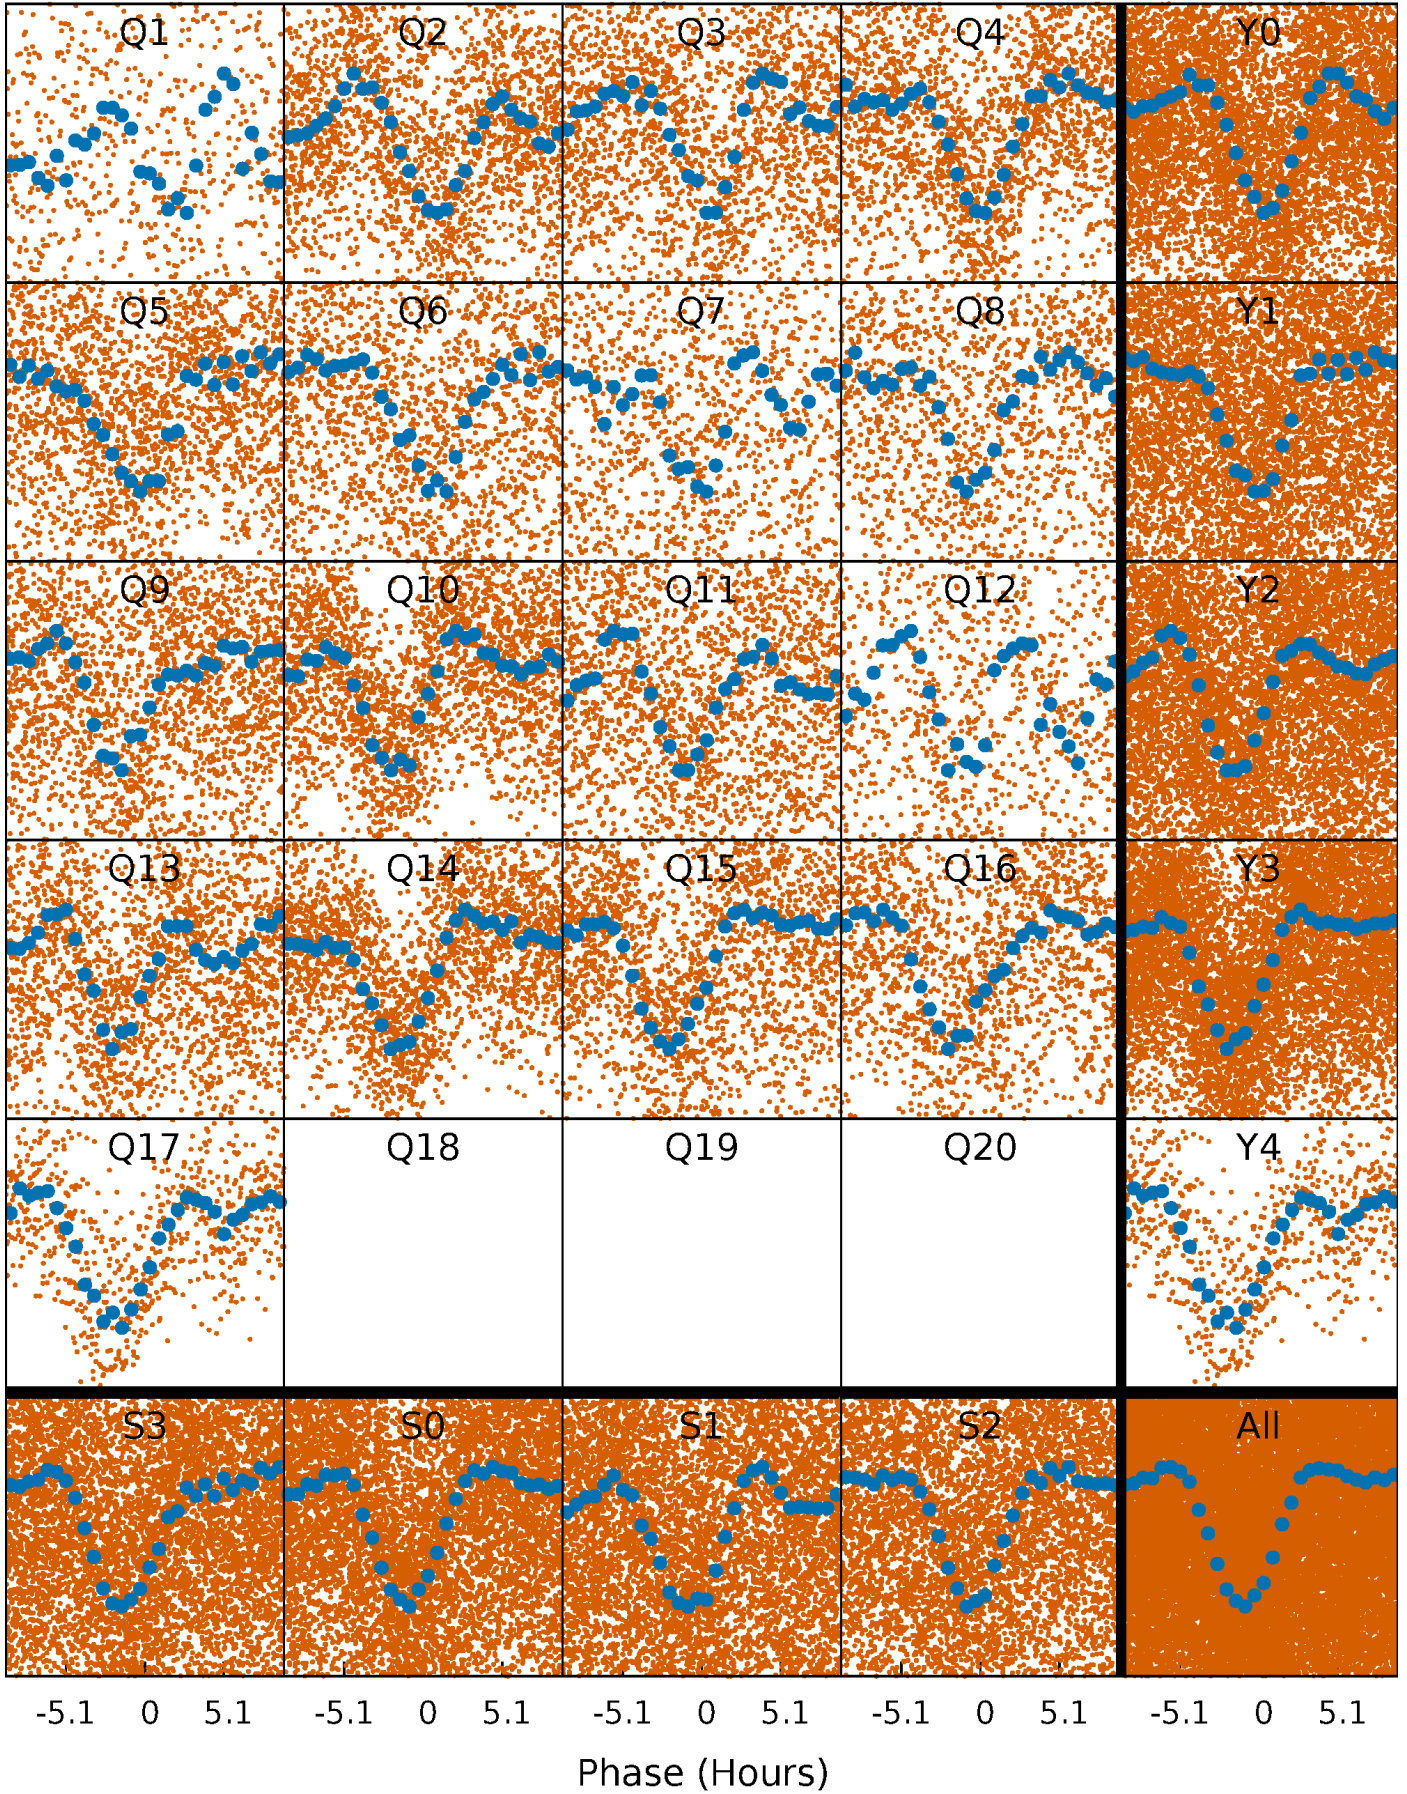 Q1 Q2 Q3 Q4 Y0
Q5 Q6 Q7 Q8 Y1
Q9 Q10 Q11 Q12 Y2
Q13 Q14 Q15 Q16 Y3
Q17 Q18 Q19 Q20 Y4
S3 S0 S1 S2 All
-5.1 0 5.1 -5.1 0 5.1 -5.1 0 5.1 -5.1 0 5.1 -5.1 0 5.1
Phase (Hours)